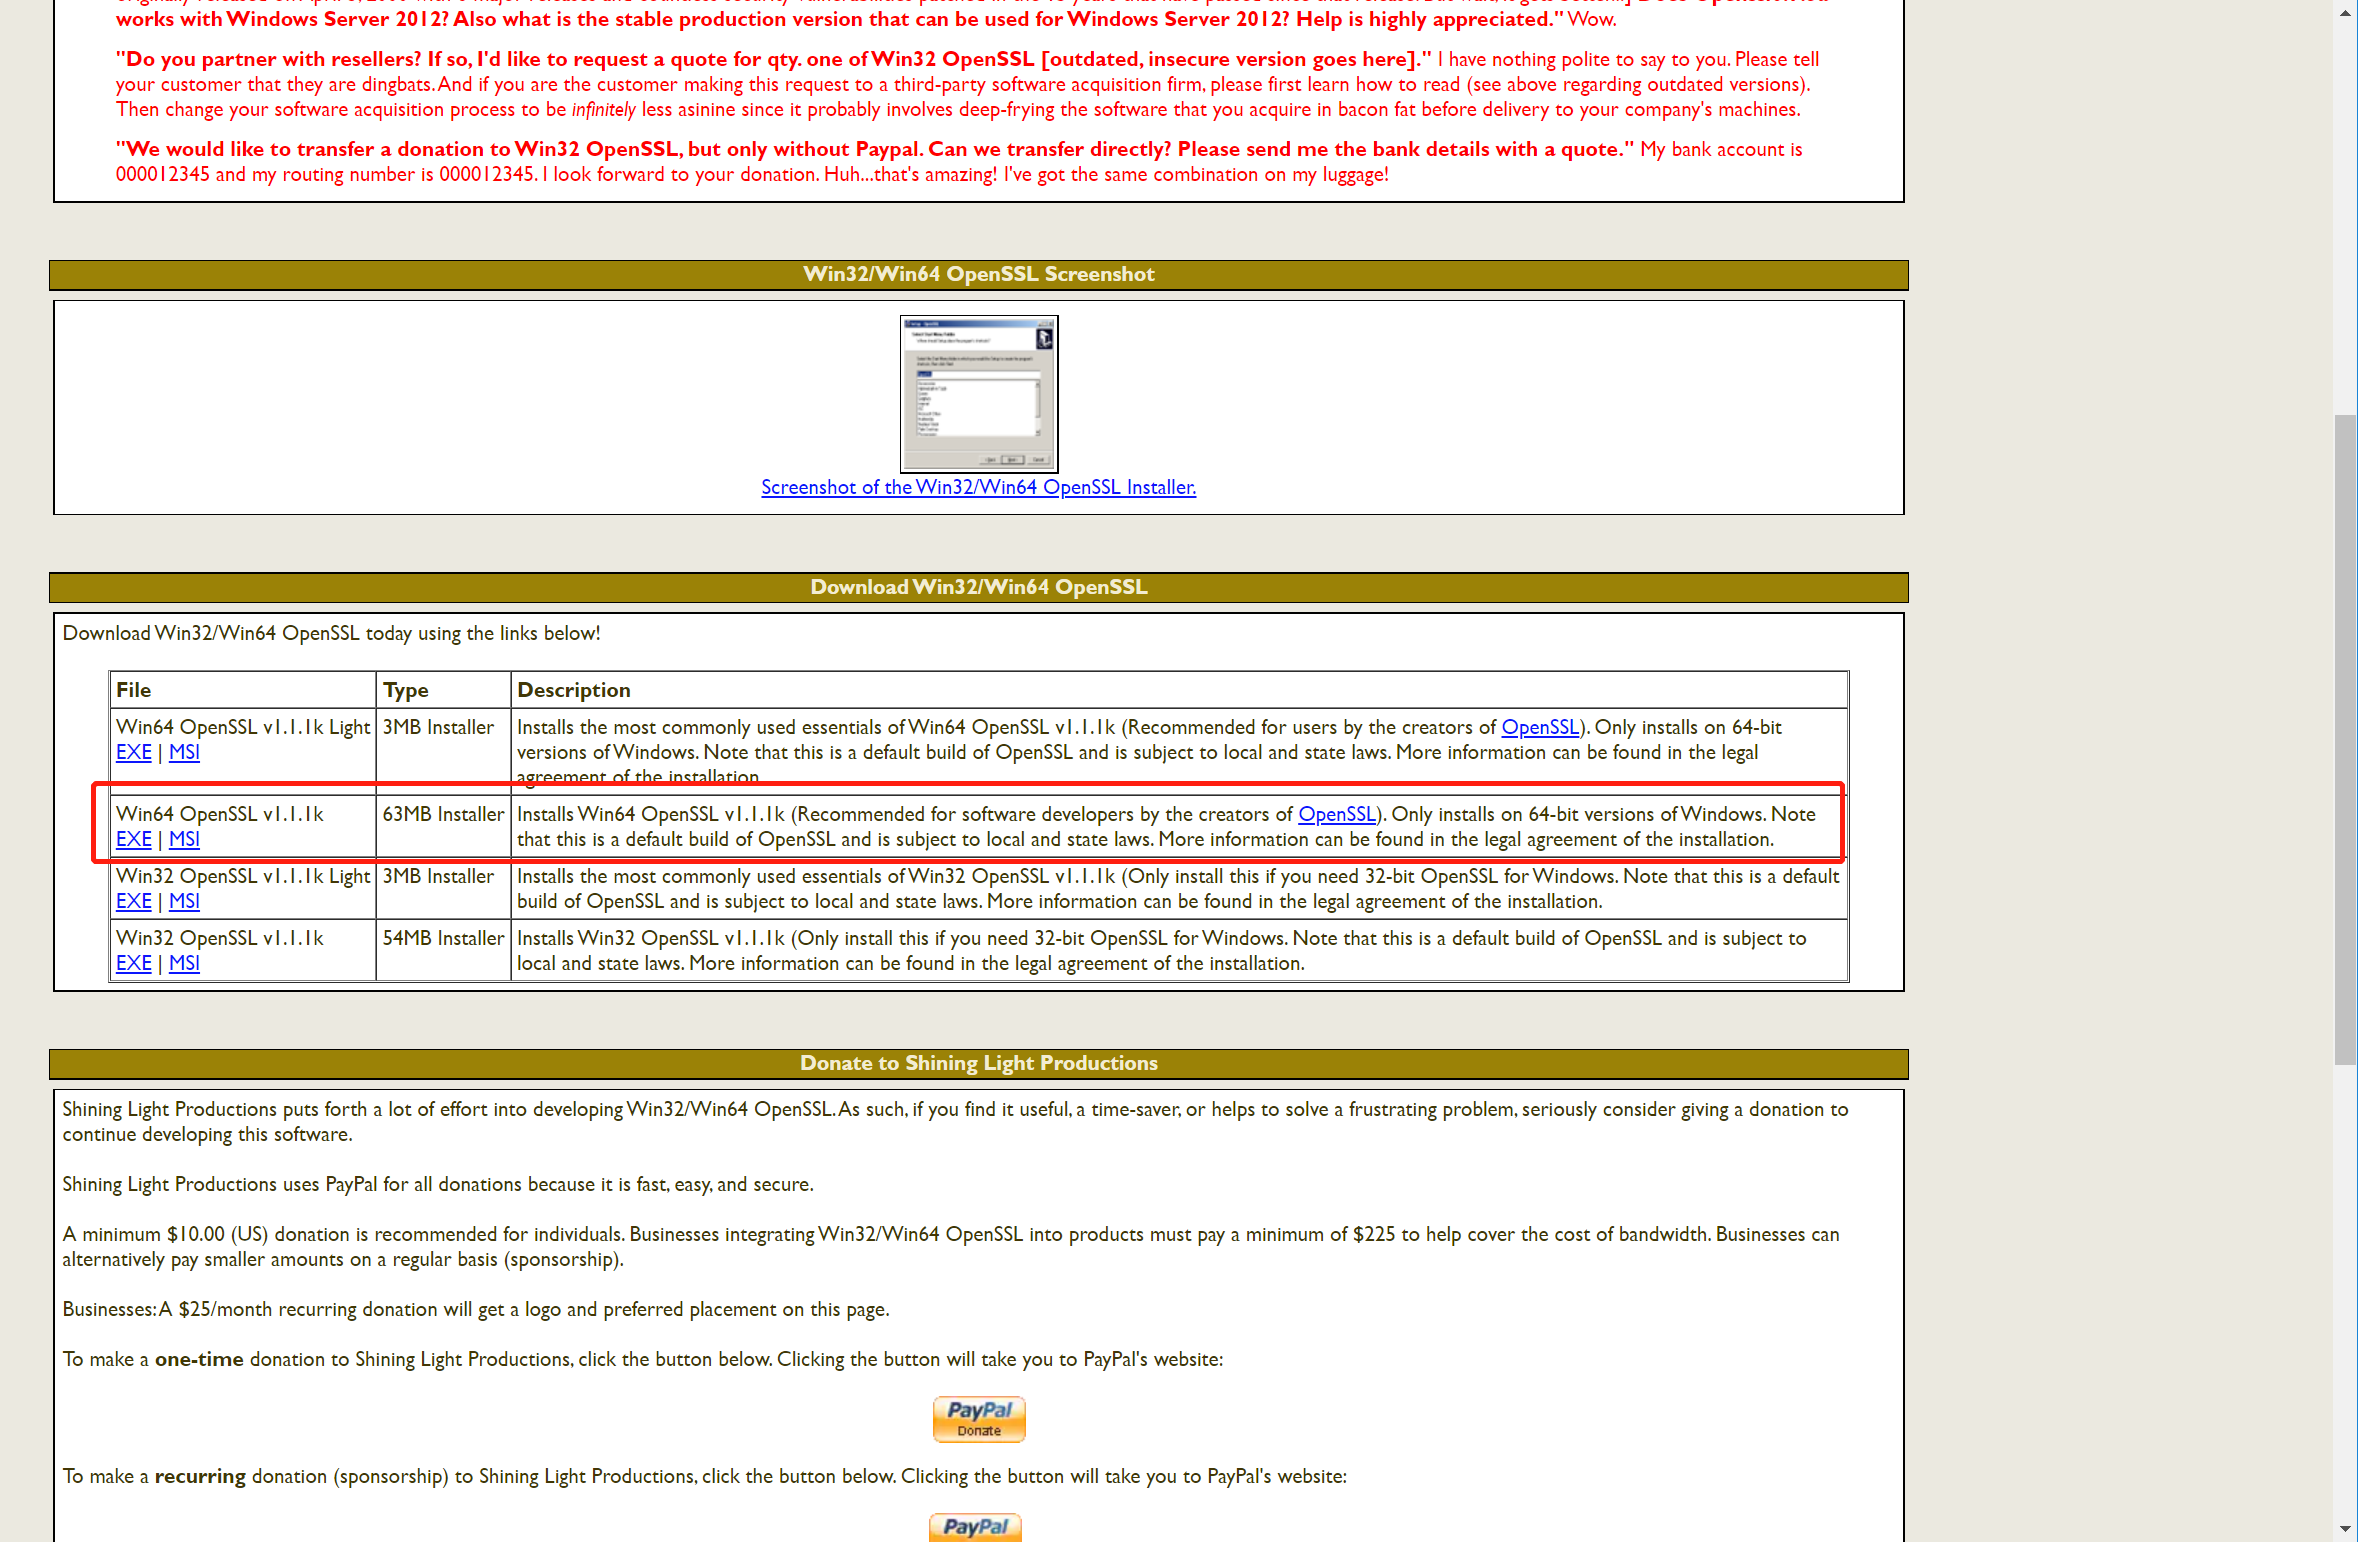 works with Windows Server 2012? Also what is the stable production version that can be used for Windows Server 2012? Help is highly appreciated." Wow.
"Do you partner with resellers? If so, I'd like to request a quote for qty. one of Win32 OpenSSL [outdated, insecure version goes here]." I have nothing polite to say to you. Please tell
your customer that they are dingbats. And if you are the customer making this request to a third-party software acquisition firm, please first learn how to read (see above regarding outdated versions).
Then change your software acquisition process to be infinitely less asinine since it probably involves deep-frying the software that you acquire in bacon fat before delivery to your company's machines.
"We would like to transfer a donation to Win32 OpenSSL, but only without Paypal. Can we transfer directly? Please send me the bank details with a quote." My bank account is
000012345 and my routing number is 000012345. I look forward to your donation. Huh...that's amazing! I've got the same combination on my luggage!
Win32/Win64 OpenSSL Screenshot
Screenshot of the Win32/Win64 OpenSSL Installer.
Download Win32/Win64 OpenSSL
Download Win32/Win64 OpenSSL today using the links below!
File Type Description
Win64 OpenSSL v1.1.1k Light 3MB Installer Installs the most commonly used essentials of Win64 OpenSSL v1.1.1k (Recommended for users by the creators of OpenSSL). Only installs on 64-bit
EXE | MSI versions of Windows. Note that this is a default build of OpenSSL and is subject to local and state laws. More information can be found in the legal
agreement of the installation.
Win64 OpenSSL v1.1.1k 63MB Installer Installs Win64 OpenSSL v1.1.1k (Recommended for software developers by the creators of OpenSSL). Only installs on 64-bit versions of Windows. Note
EXE | MSI that this is a default build of OpenSSL and is subject to local and state laws. More information can be found in the legal agreement of the installation.
Win32 OpenSSL v1.1.1k Light 3MB Installer Installs the most commonly used essentials of Win32 OpenSSL v1.1.1k (Only install this if you need 32-bit OpenSSL for Windows. Note that this is a default
EXE | MSI build of OpenSSL and is subject to local and state laws. More information can be found in the legal agreement of the installation.
Win32 OpenSSL v1.1.1k 54MB Installer Installs Win32 OpenSSL v1.1.1k (Only install this if you need 32-bit OpenSSL for Windows. Note that this is a default build of OpenSSL and is subject to
EXE | MSI local and state laws. More information can be found in the legal agreement of the installation.
Donate to Shining Light Productions
Shining Light Productions puts forth a lot of effort into developing Win32/Win64 OpenSSL. As such, if you find it useful, a time-saver, or helps to solve a frustrating problem, seriously consider giving a donation to
continue developing this software.
Shining Light Productions uses PayPal for all donations because it is fast, easy, and secure.
A minimum $10.00 (US) donation is recommended for individuals. Businesses integrating Win32/Win64 OpenSSL into products must pay a minimum of $225 to help cover the cost of bandwidth. Businesses can
alternatively pay smaller amounts on a regular basis (sponsorship).
Businesses: A $25/month recurring donation will get a logo and preferred placement on this page.
To make a one-time donation to Shining Light Productions, click the button below. Clicking the button will take you to PayPal's website:
PayPal
Donate
To make a recurring donation (sponsorship) to Shining Light Productions, click the button below. Clicking the button will take you to PayPal's website:
PayPal